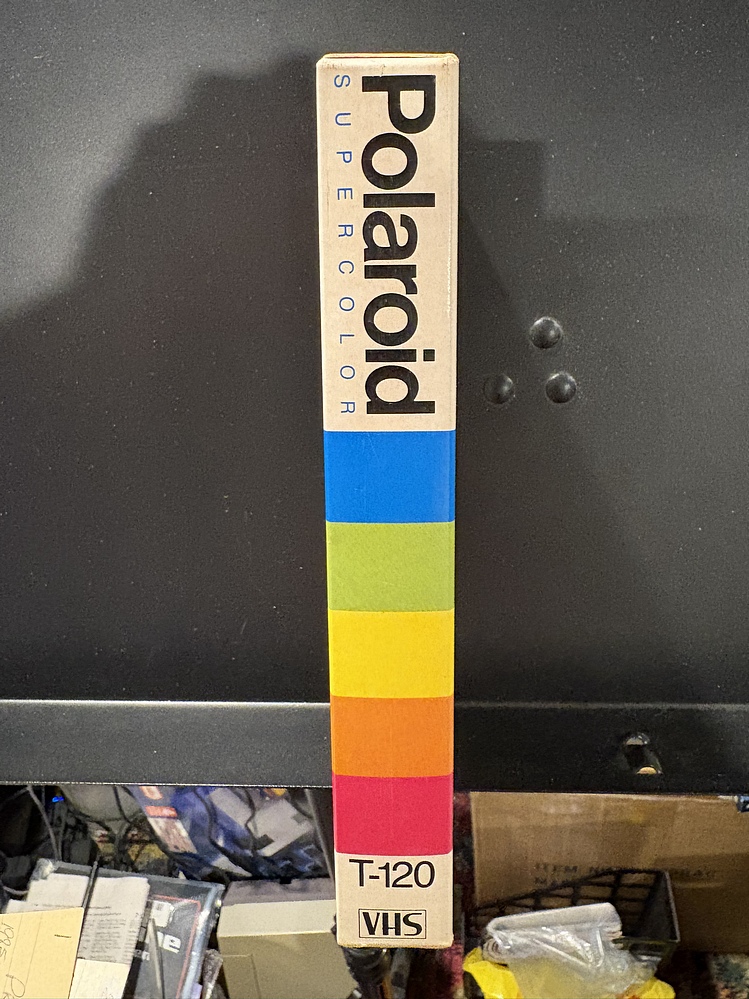 Polaroid
SUPERCOLOR
T-120
VHS